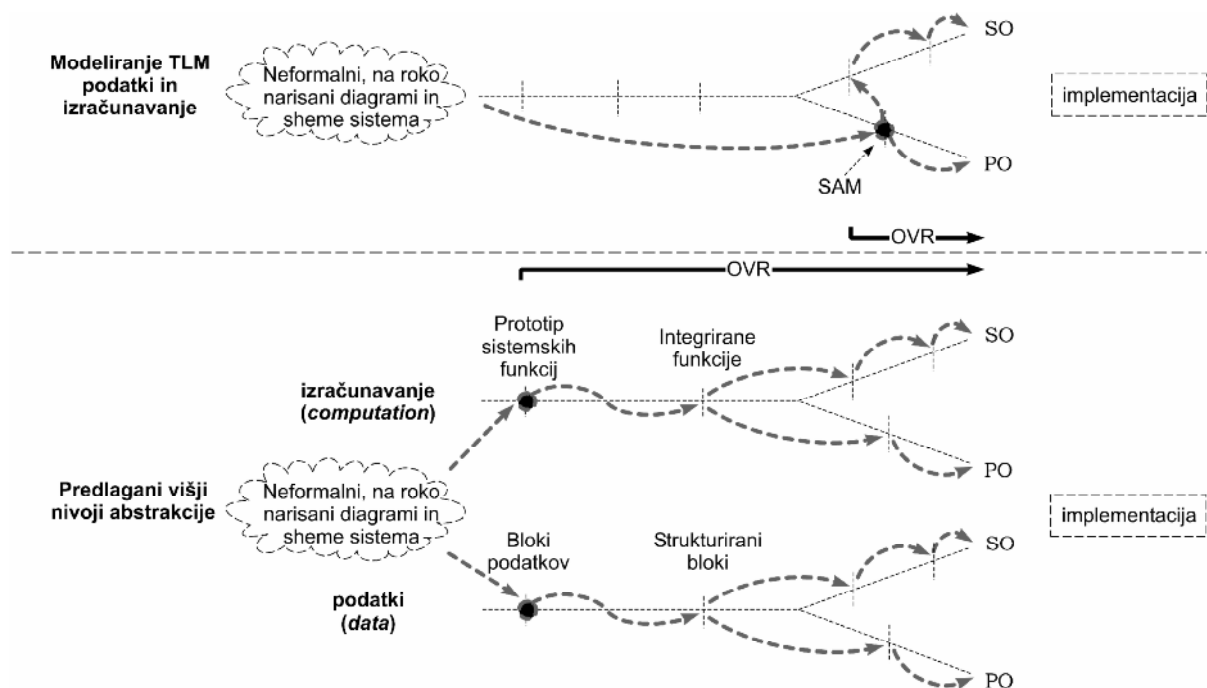 SO
Modeliranje TLM
podatki in
izračunavanje
Neformalni, na roko
narisani diagrami in
sheme sistema
implementacija
PO
SAM
OVR
OVR
Prototip
sistemskih
funkcij
Integrirane
funkcije
SO
izračunavanje
(computation)
PO
Predlagani višji
nivoji abstrakcije
Neformalni, na roko
narisani diagrami in
sheme sistema
implementacija
Bloki
podatkov
Strukturirani
bloki
SO
podatki
(data)
PO